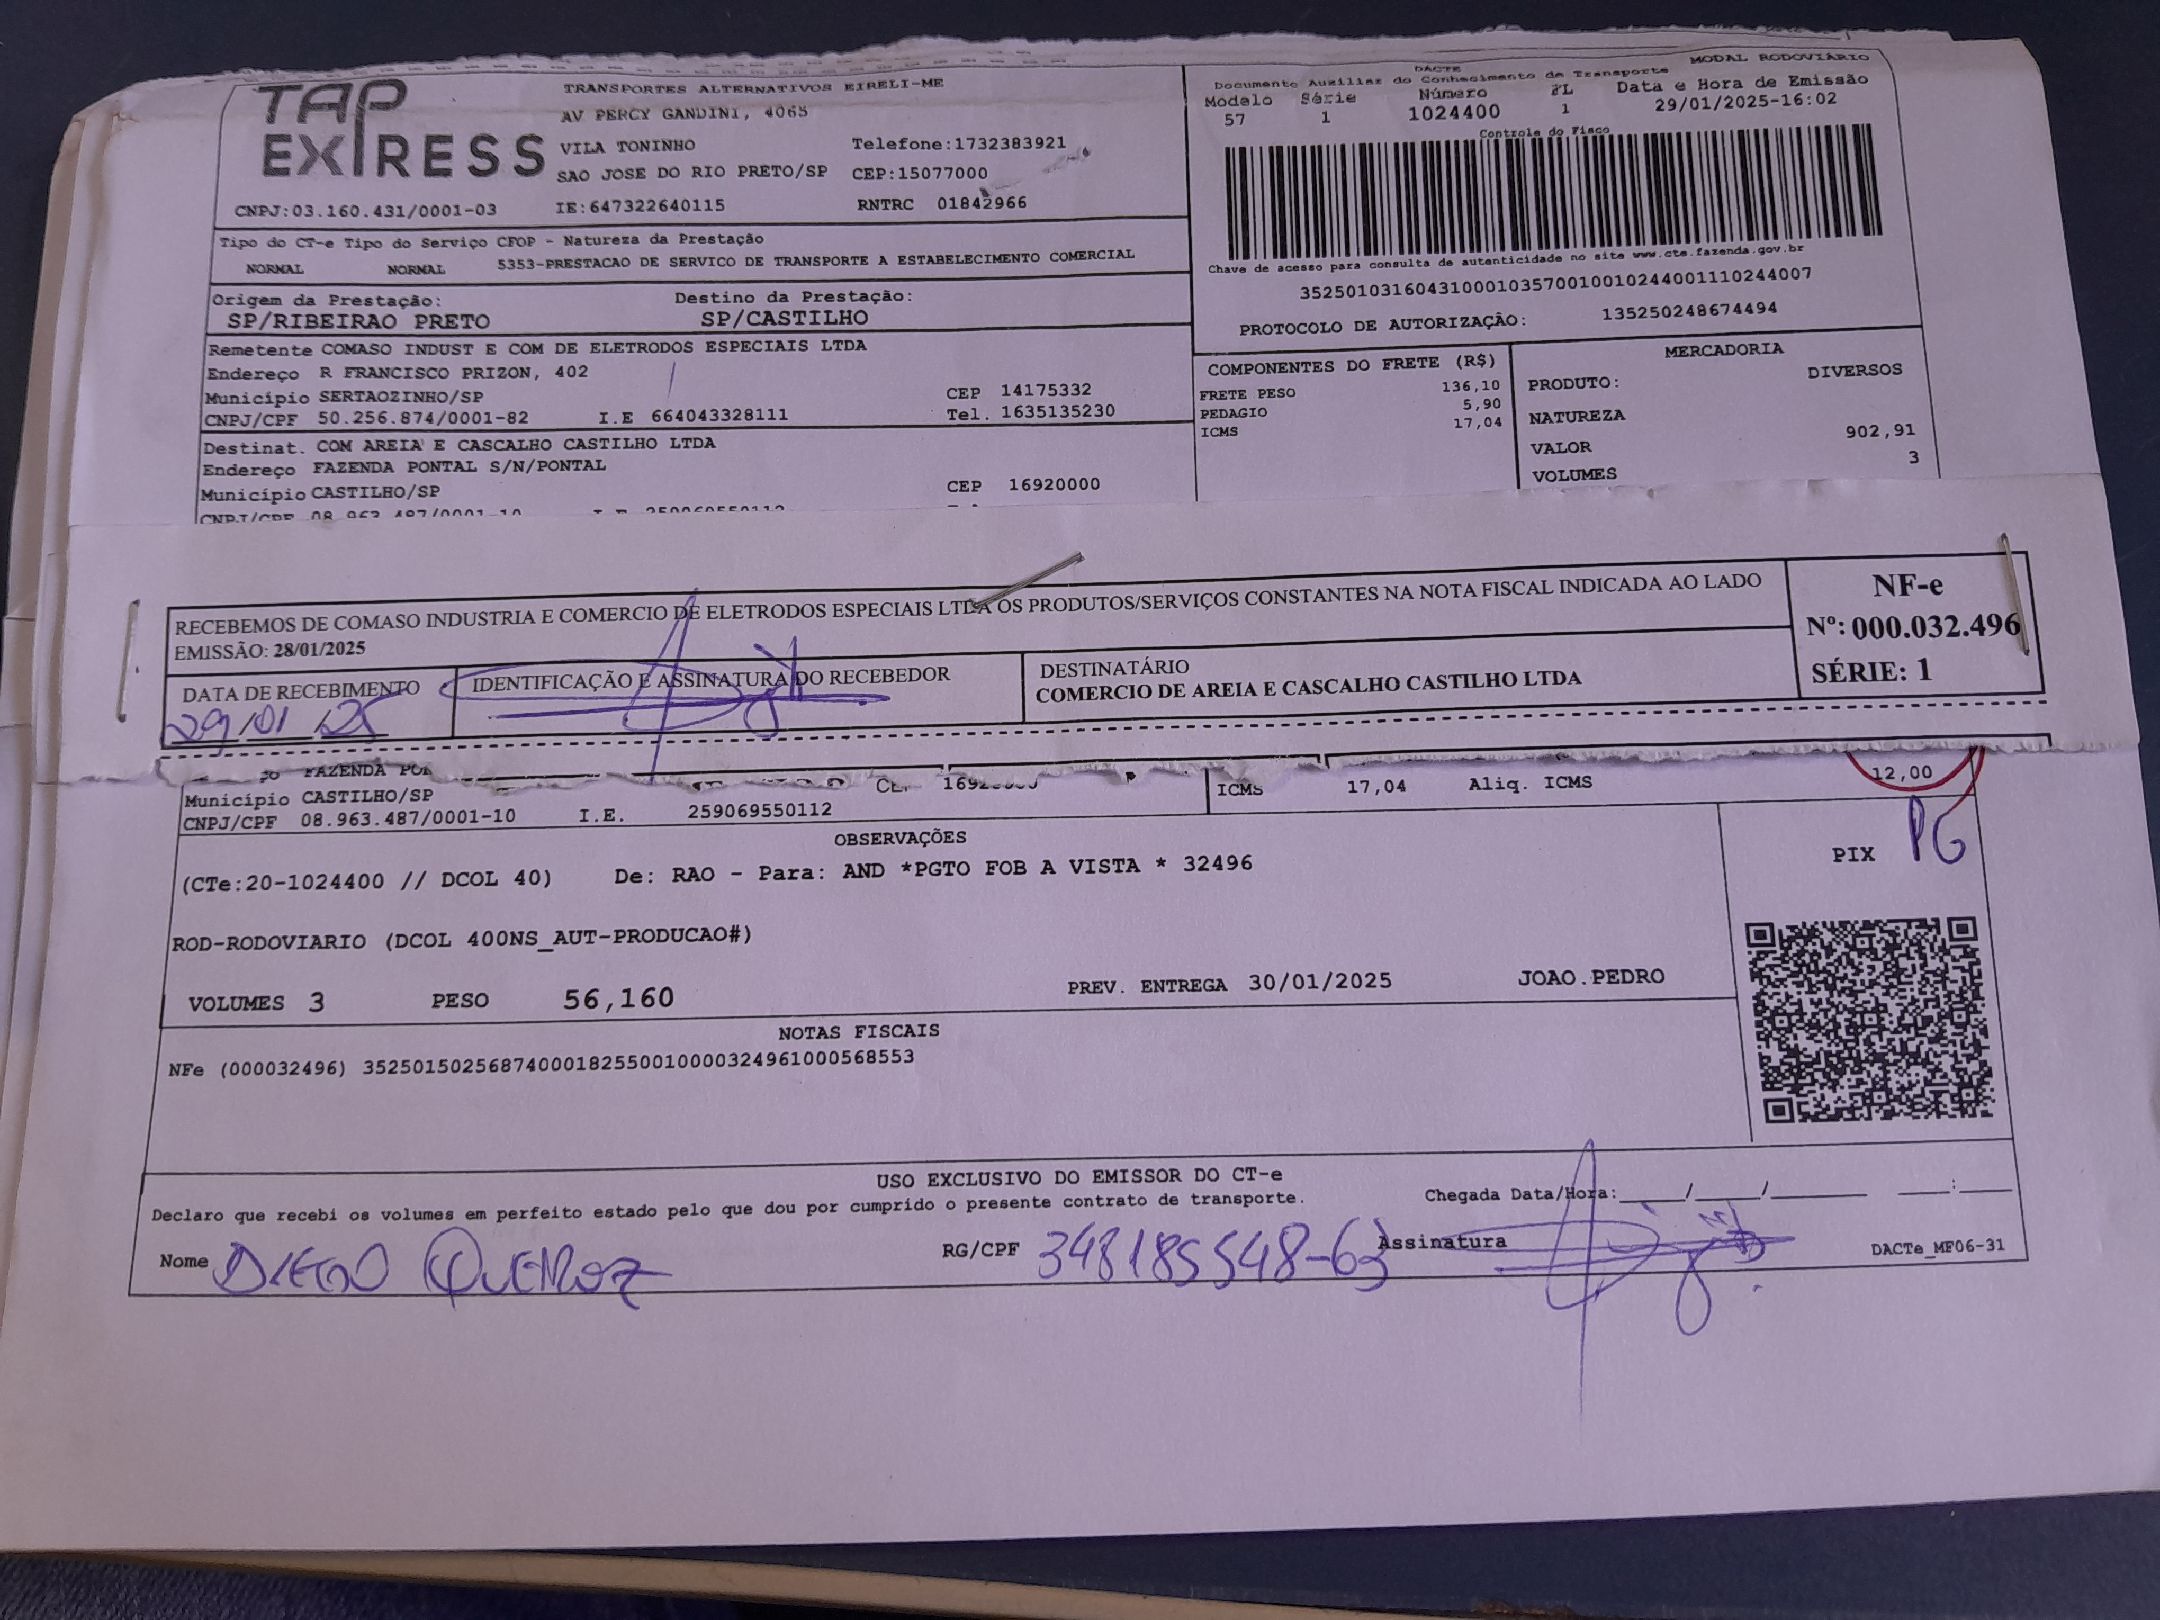 TAP EXPRESS
TRANSPORTES ALTERNATIVOS EIRELI-ME
AV PERCY GANDINI, 4065
VILA TONINHO Telefone:1732383921
SAO JOSE DO RIO PRETO/SP CEP:15077000
CNPJ:03.160.431/0001-03 IE:647322640115 RNTRC 01842966
MODAL RODOVIÁRIO
DACTE
Documento Auxiliar do Conhecimento de Transporte
Modelo Série Número FL Data e Hora de Emissão
57 1 1024400 1 29/01/2025-16:02
Controle do Fisco
Chave de acesso para consulta de autenticidade no site www.cte.fazenda.gov.br
35250103160431000103570010010244001110244007
PROTOCOLO DE AUTORIZAÇÃO: 135250248674494
Tipo do CT-e Tipo do Serviço CFOP - Natureza da Prestação
NORMAL NORMAL 5353-PRESTACAO DE SERVICO DE TRANSPORTE A ESTABELECIMENTO COMERCIAL
Origem da Prestação: Destino da Prestação:
SP/RIBEIRAO PRETO SP/CASTILHO
Remetente COMASO INDUST E COM DE ELETRODOS ESPECIAIS LTDA
Endereço R FRANCISCO PRIZON, 402
Município SERTAOZINHO/SP CEP 14175332
CNPJ/CPF 50.256.874/0001-82 I.E 664043328111 Tel. 1635135230
Destinat. COM AREIA E CASCALHO CASTILHO LTDA
Endereço FAZENDA PONTAL S/N/PONTAL
Município CASTILHO/SP CEP 16920000
CNPJ/CPF 08.963.487/0001-10 I.E 259069550112
COMPONENTES DO FRETE (R$)
FRETE PESO 136,10
PEDAGIO 5,90
ICMS 17,04
MERCADORIA
PRODUTO: DIVERSOS
NATUREZA
VALOR 902,91
VOLUMES 3
RECEBEMOS DE COMASO INDUSTRIA E COMERCIO DE ELETRODOS ESPECIAIS LTDA OS PRODUTOS/SERVIÇOS CONSTANTES NA NOTA FISCAL INDICADA AO LADO
EMISSÃO: 28/01/2025
DATA DE RECEBIMENTO IDENTIFICAÇÃO E ASSINATURA DO RECEBEDOR
29/01/25
DESTINATÁRIO
COMERCIO DE AREIA E CASCALHO CASTILHO LTDA
NF-e
Nº: 000.032.496
SÉRIE: 1
FAZENDA
Município CASTILHO/SP
CNPJ/CPF 08.963.487/0001-10 I.E. 259069550112
ICMS 17,04 Aliq. ICMS 12,00
OBSERVAÇÕES
(CTe:20-1024400 // DCOL 40) De: RAO - Para: AND *PGTO FOB A VISTA * 32496
PIX PG
ROD-RODOVIARIO (DCOL 400NS_AUT-PRODUCAO#)
VOLUMES 3 PESO 56,160 PREV. ENTREGA 30/01/2025 JOAO.PEDRO
NOTAS FISCAIS
NFe (000032496) 35250150256874000182550010000324961000568553
USO EXCLUSIVO DO EMISSOR DO CT-e
Declaro que recebi os volumes em perfeito estado pelo que dou por cumprido o presente contrato de transporte. Chegada Data/Hora:____/____/______ ___:___
Nome DIEGO QUEIROZ RG/CPF 348185548-63 Assinatura DACTe_MF06-31